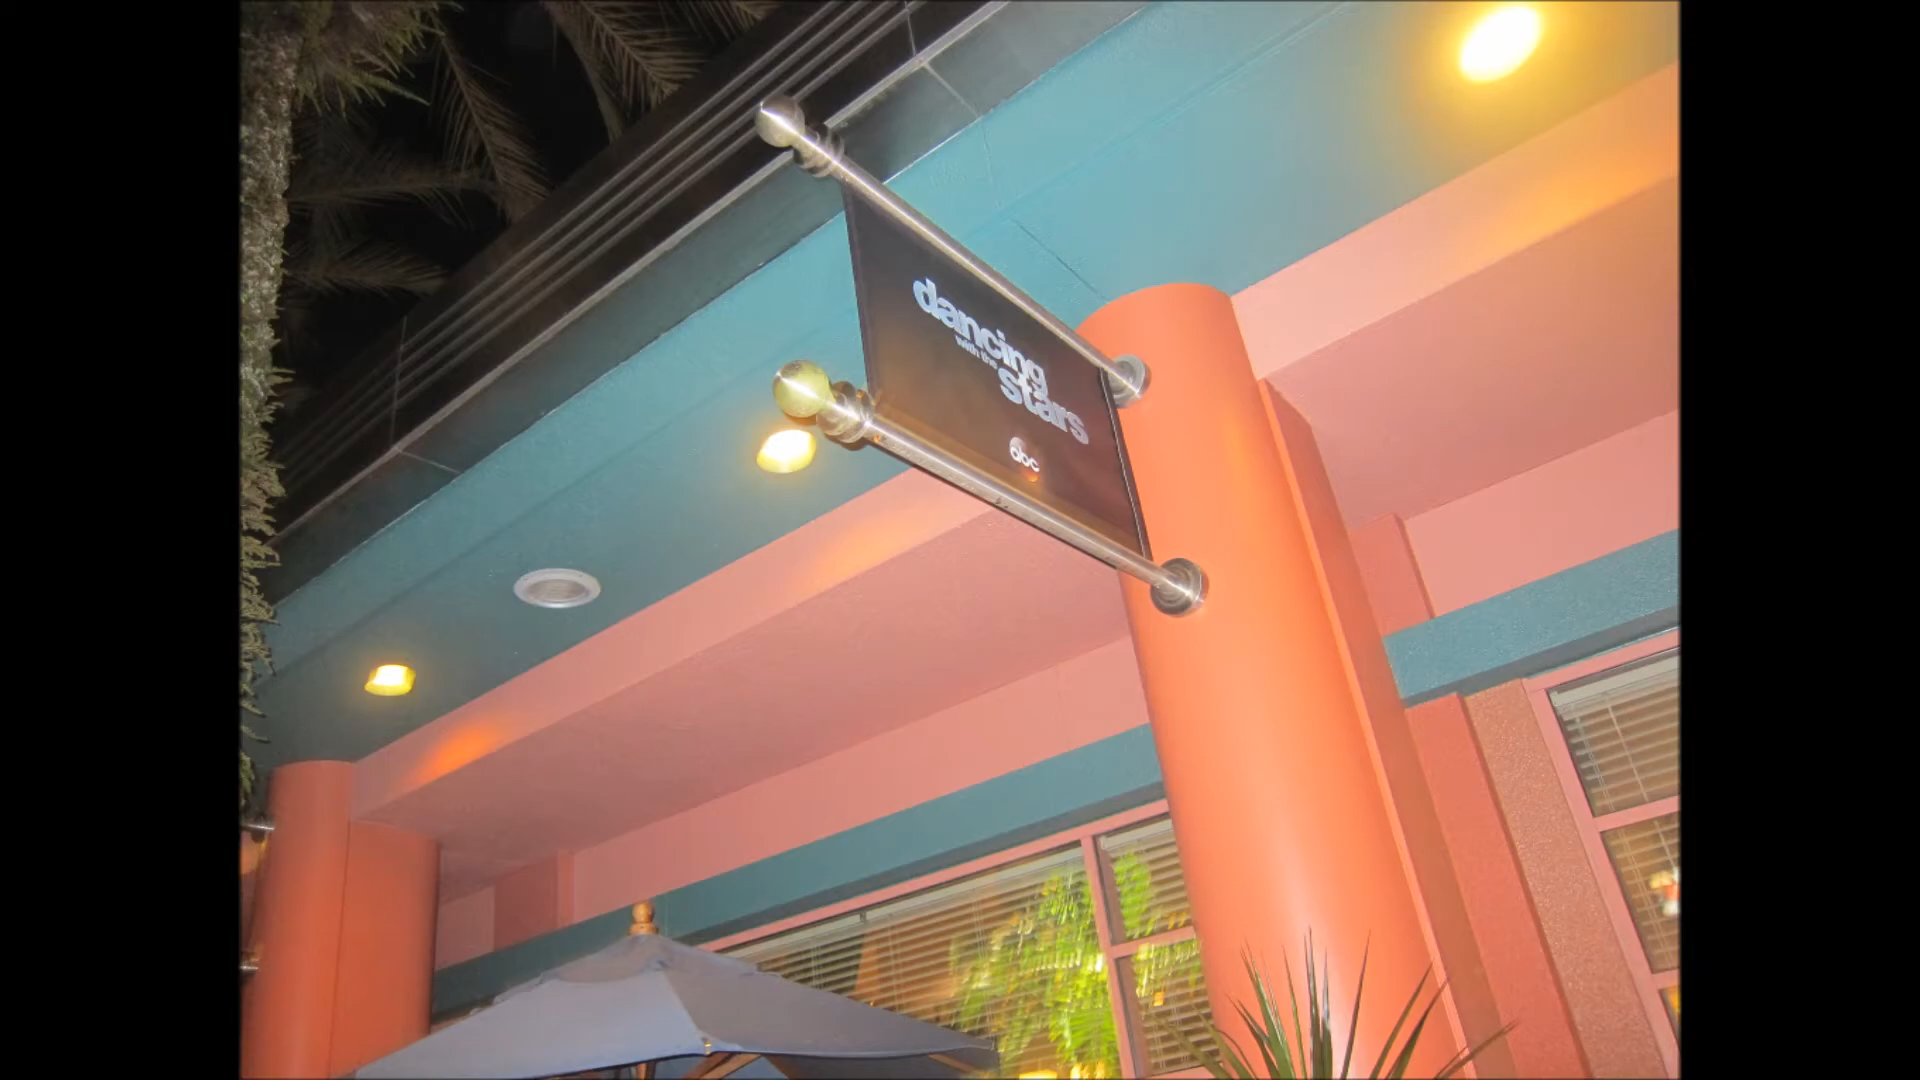 dancing
with the
stars
abc